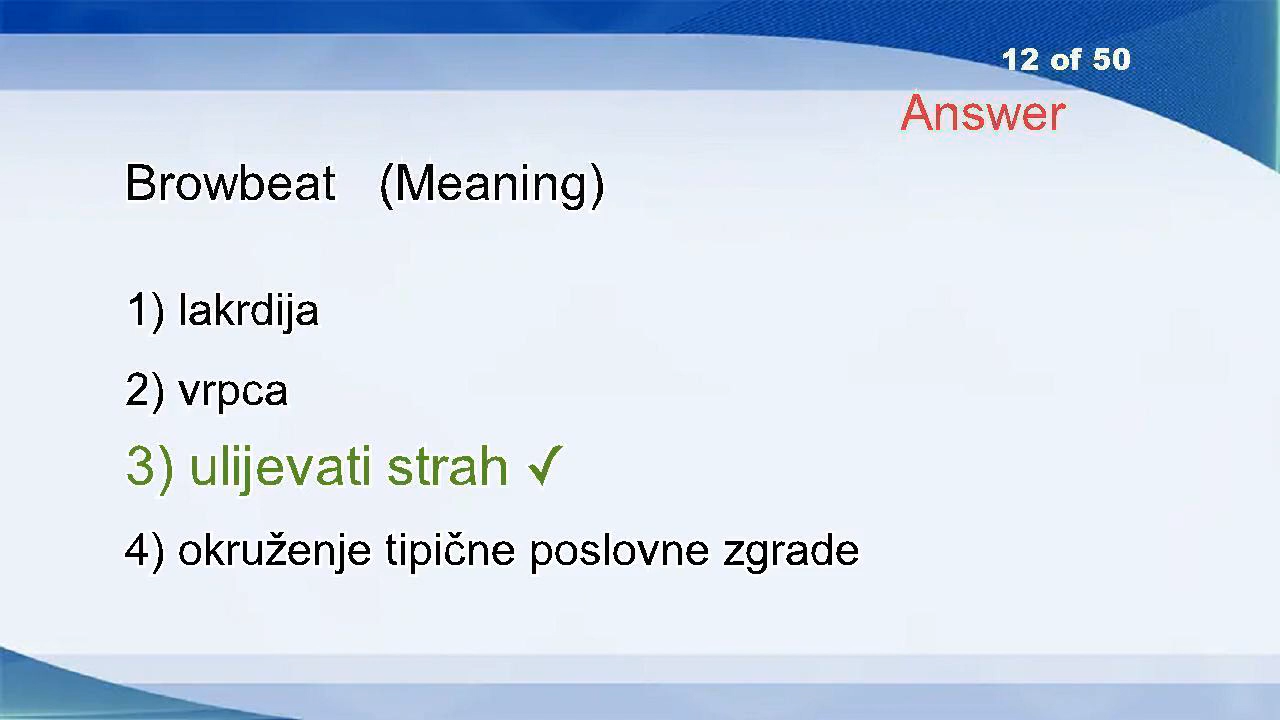 12 of 50
Answer
Browbeat (Meaning)
1) lakrdija
2) vrpca
3) ulijevati strah ✓
4) okruženje tipične poslovne zgrade